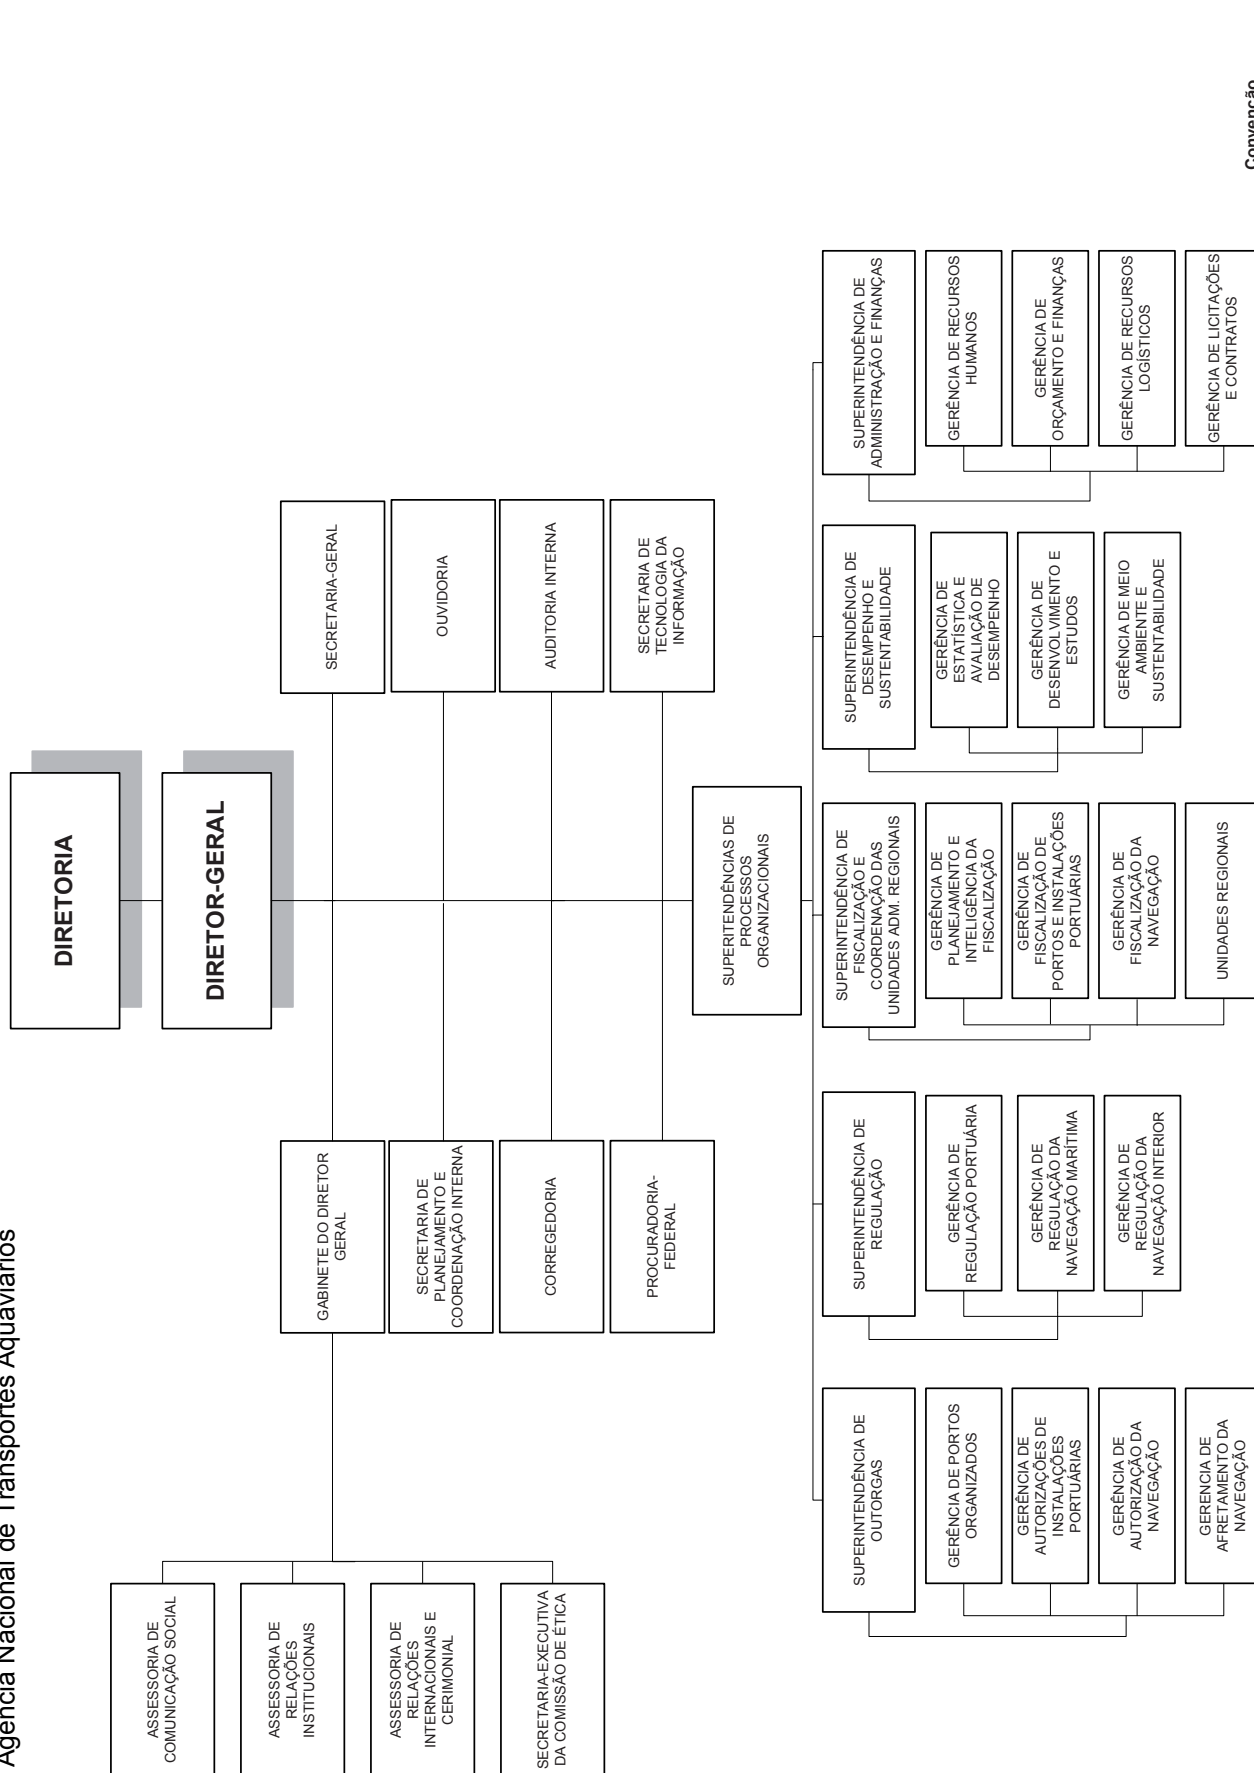 Agência Nacional de Transportes Aquaviários
DIRETORIA
DIRETOR-GERAL
GABINETE DO DIRETOR
GERAL
SECRETARIA-GERAL
SECRETARIA DE
PLANEJAMENTO E
COORDENAÇÃO INTERNA
OUVIDORIA
CORREGEDORIA
AUDITORIA INTERNA
PROCURADORIA-
FEDERAL
SECRETARIA DE
TECNOLOGIA DA
INFORMAÇÃO
ASSESSORIA DE
COMUNICAÇÃO SOCIAL
ASSESSORIA DE
RELAÇÕES
INSTITUCIONAIS
ASSESSORIA DE
RELAÇÕES
INTERNACIONAIS E
CERIMONIAL
SECRETARIA-EXECUTIVA
DA COMISSÃO DE ÉTICA
SUPERITENDÊNCIAS DE
PROCESSOS
ORGANIZACIONAIS
SUPERINTENDÊNCIA DE
OUTORGAS
GERÊNCIA DE PORTOS
ORGANIZADOS
GERÊNCIA DE
AUTORIZAÇÕES DE
INSTALAÇÕES
PORTUÁRIAS
GERÊNCIA DE
AUTORIZAÇÃO DA
NAVEGAÇÃO
GERENCIA DE
AFRETAMENTO DA
NAVEGAÇÃO
SUPERINTENDÊNCIA DE
REGULAÇÃO
GERÊNCIA DE
REGULAÇÃO PORTUÁRIA
GERÊNCIA DE
REGULAÇÃO DA
NAVEGAÇÃO MARÍTIMA
GERÊNCIA DE
REGULAÇÃO DA
NAVEGAÇÃO INTERIOR
SUPERINTENDÊNCIA DE
FISCALIZAÇÃO E
COORDENAÇÃO DAS
UNIDADES ADM. REGIONAIS
GERÊNCIA DE
PLANEJAMENTO E
INTELIGÊNCIA DA
FISCALIZAÇÃO
GERÊNCIA DE
FISCALIZAÇÃO DE
PORTOS E INSTALAÇÕES
PORTUÁRIAS
GERÊNCIA DE
FISCALIZAÇÃO DA
NAVEGAÇÃO
UNIDADES REGIONAIS
SUPERINTENDÊNCIA DE
DESEMPENHO E
SUSTENTABILIDADE
GERÊNCIA DE
ESTATÍSTICA E
AVALIAÇÃO DE
DESEMPENHO
GERÊNCIA DE
DESENVOLVIMENTO E
ESTUDOS
GERÊNCIA DE MEIO
AMBIENTE E
SUSTENTABILIDADE
SUPERINTENDÊNCIA DE
ADMINISTRAÇÃO E FINANÇAS
GERÊNCIA DE RECURSOS
HUMANOS
GERÊNCIA DE
ORÇAMENTO E FINANÇAS
GERÊNCIA DE RECURSOS
LOGÍSTICOS
GERÊNCIA DE LICITAÇÕES
E CONTRATOS
Convenção